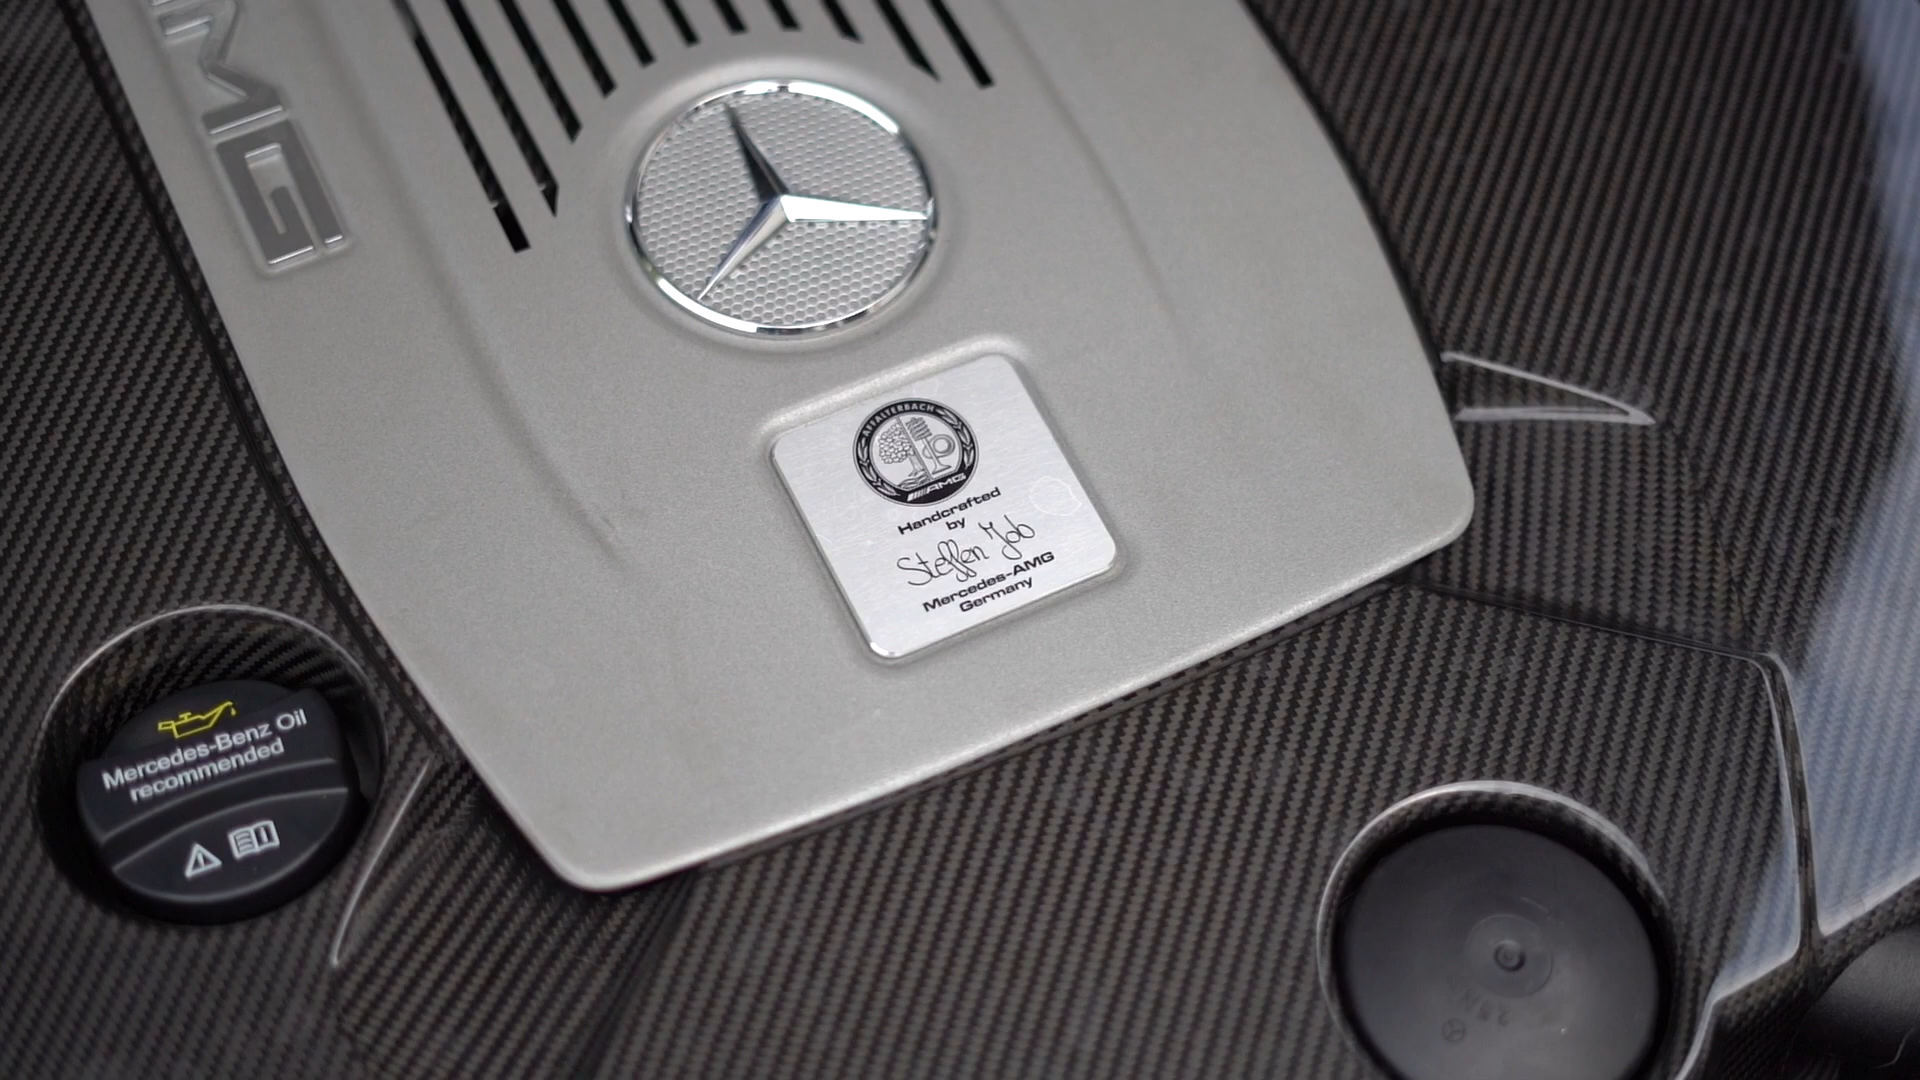 AMG
AFFALTERBACH
AMG
Handcrafted
by
Steffen Job
Mercedes-AMG
Germany
Mercedes-Benz Oil
recommended